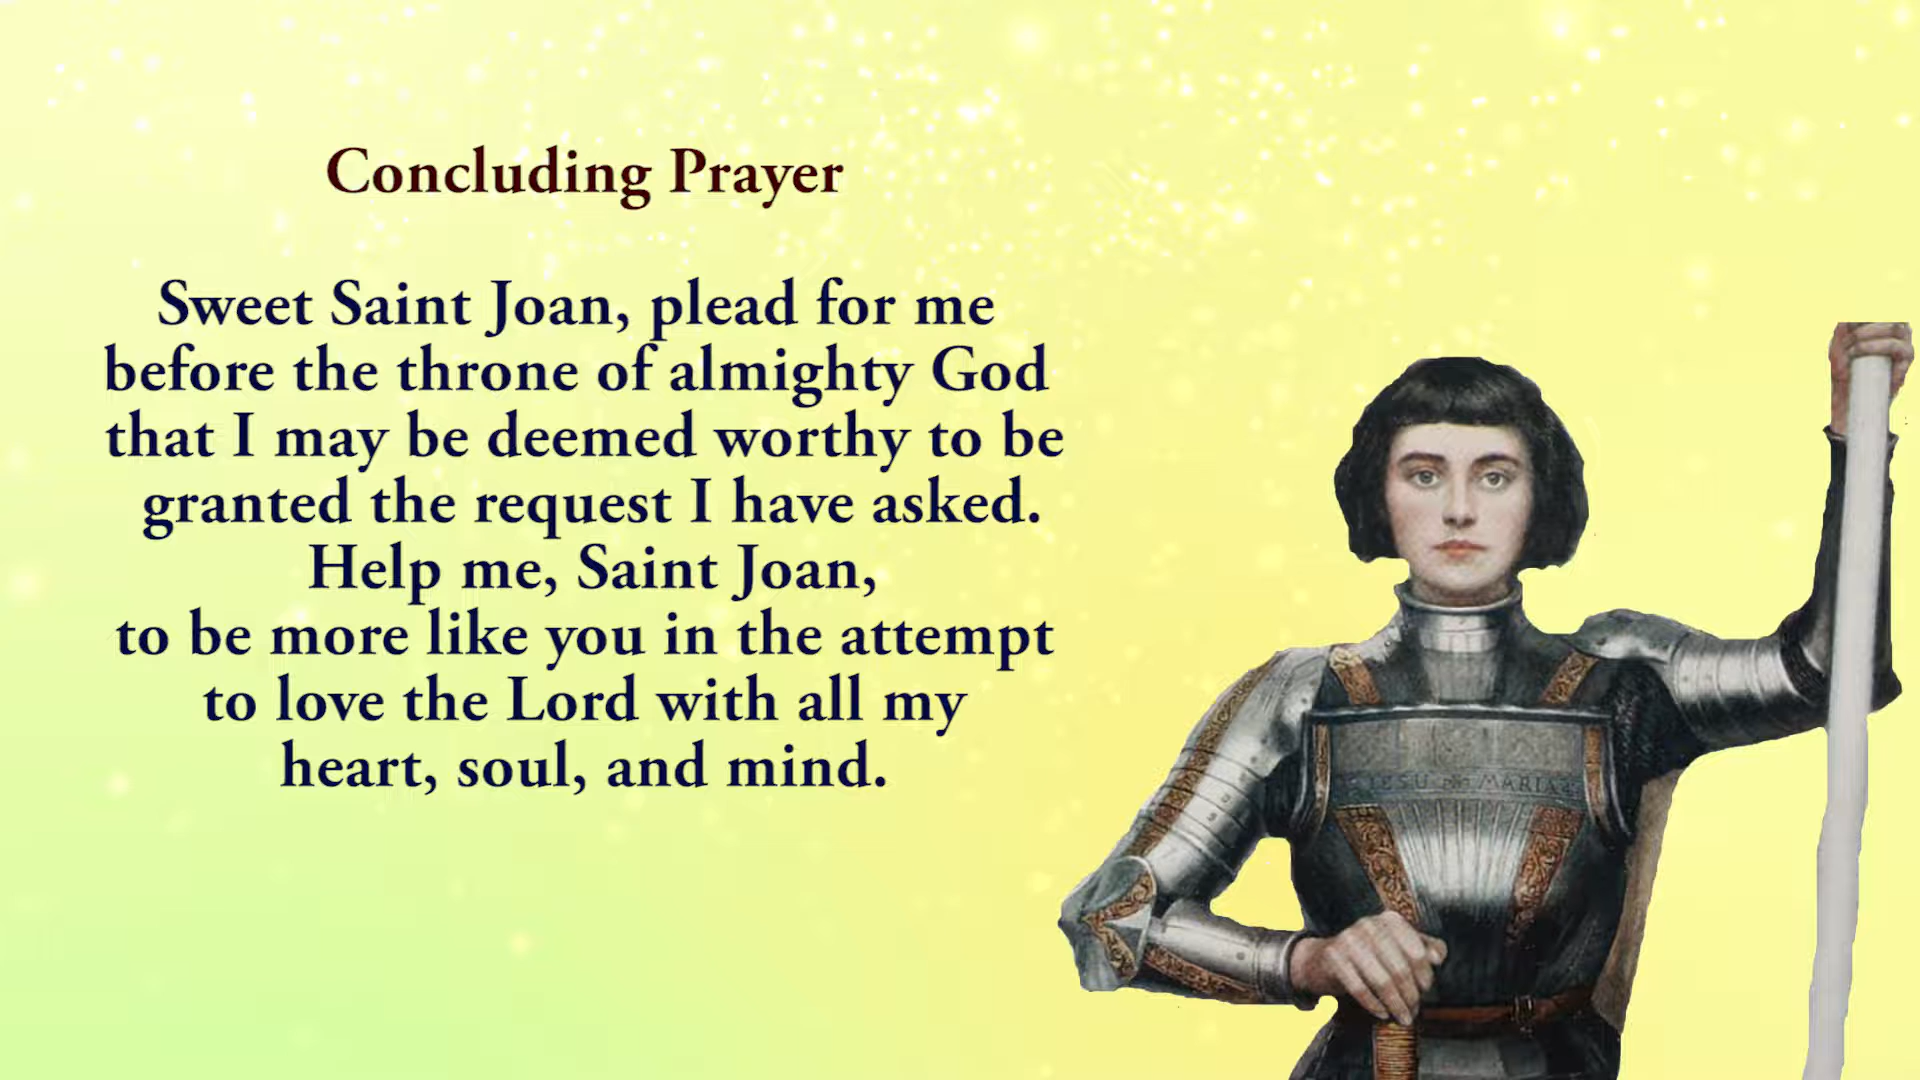 Concluding Prayer
Sweet Saint Joan, plead for me
before the throne of almighty God
that I may be deemed worthy to be
granted the request I have asked.
Help me, Saint Joan,
to be more like you in the attempt
to love the Lord with all my
heart, soul, and mind.
MARIA